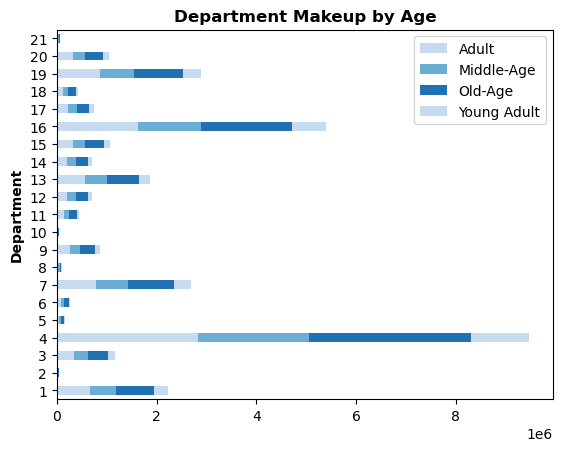 Department Makeup by Age
Adult
Middle-Age
Old-Age
Young Adult
Department
21
20
19
18
17
16
15
14
13
12
11
10
9
8
7
6
5
4
3
2
1
0 2 4 6 8
1e6